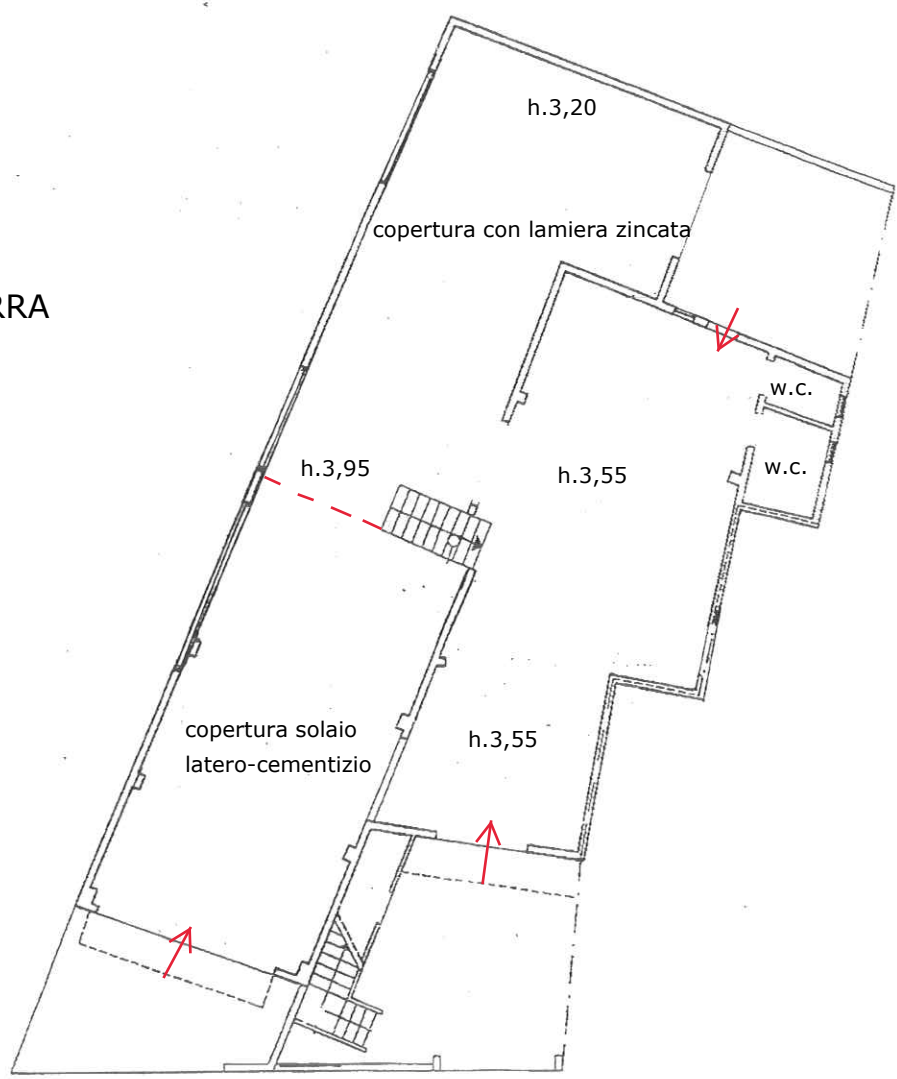 h.3,20
copertura con lamiera zincata
RRA
w.c.
h.3,95
h.3,55
w.c.
copertura solaio
latero-cementizio
h.3,55